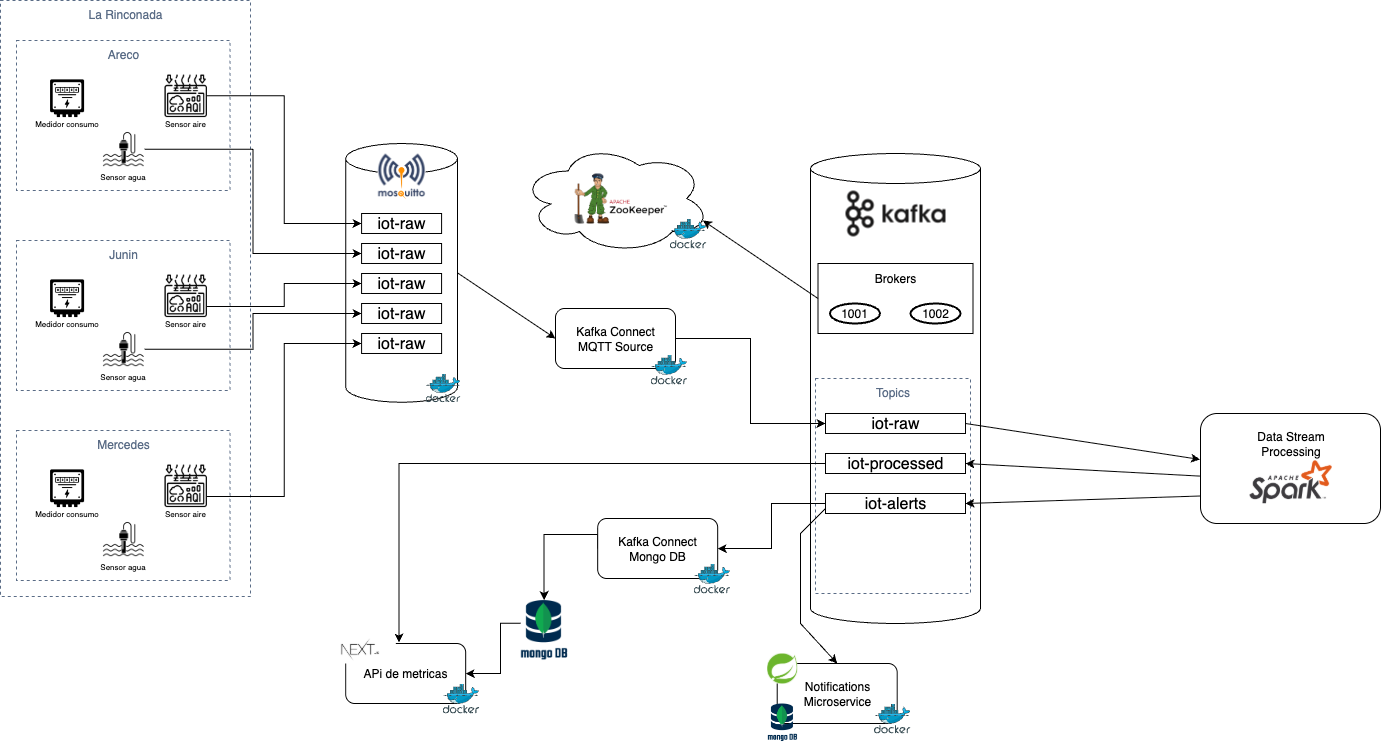 La Rinconada
Areco
AQI
Medidor consumo
Sensor aire
Sensor agua
Junin
AQI
Medidor consumo
Sensor aire
Sensor agua
Mercedes
AQI
Medidor consumo
Sensor aire
Sensor agua
mosquitto
iot-raw
iot-raw
iot-raw
iot-raw
iot-raw
docker
APACHE
ZooKeeper™
docker
Kafka Connect
MQTT Source
docker
kafka
Brokers
1001
1002
Topics
iot-raw
iot-processed
iot-alerts
Data Stream
Processing
APACHE
Spark™
Kafka Connect
Mongo DB
docker
mongo DB
NEXT.JS
APi de metricas
docker
Notifications
Microservice
mongo DB
docker